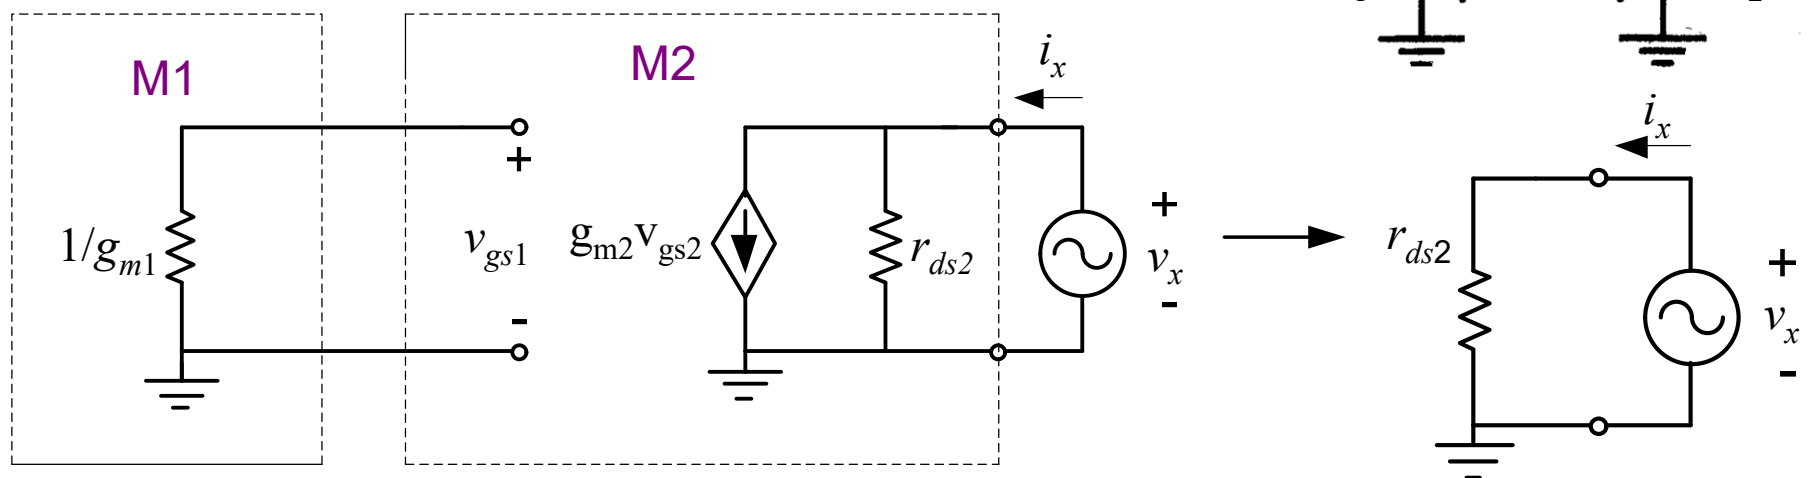 M1
M2
i_x
i_x
+
1/g_m1
v_gs1
g_m2v_gs2
r_ds2
+
v_x
-
r_ds2
+
v_x
-
-